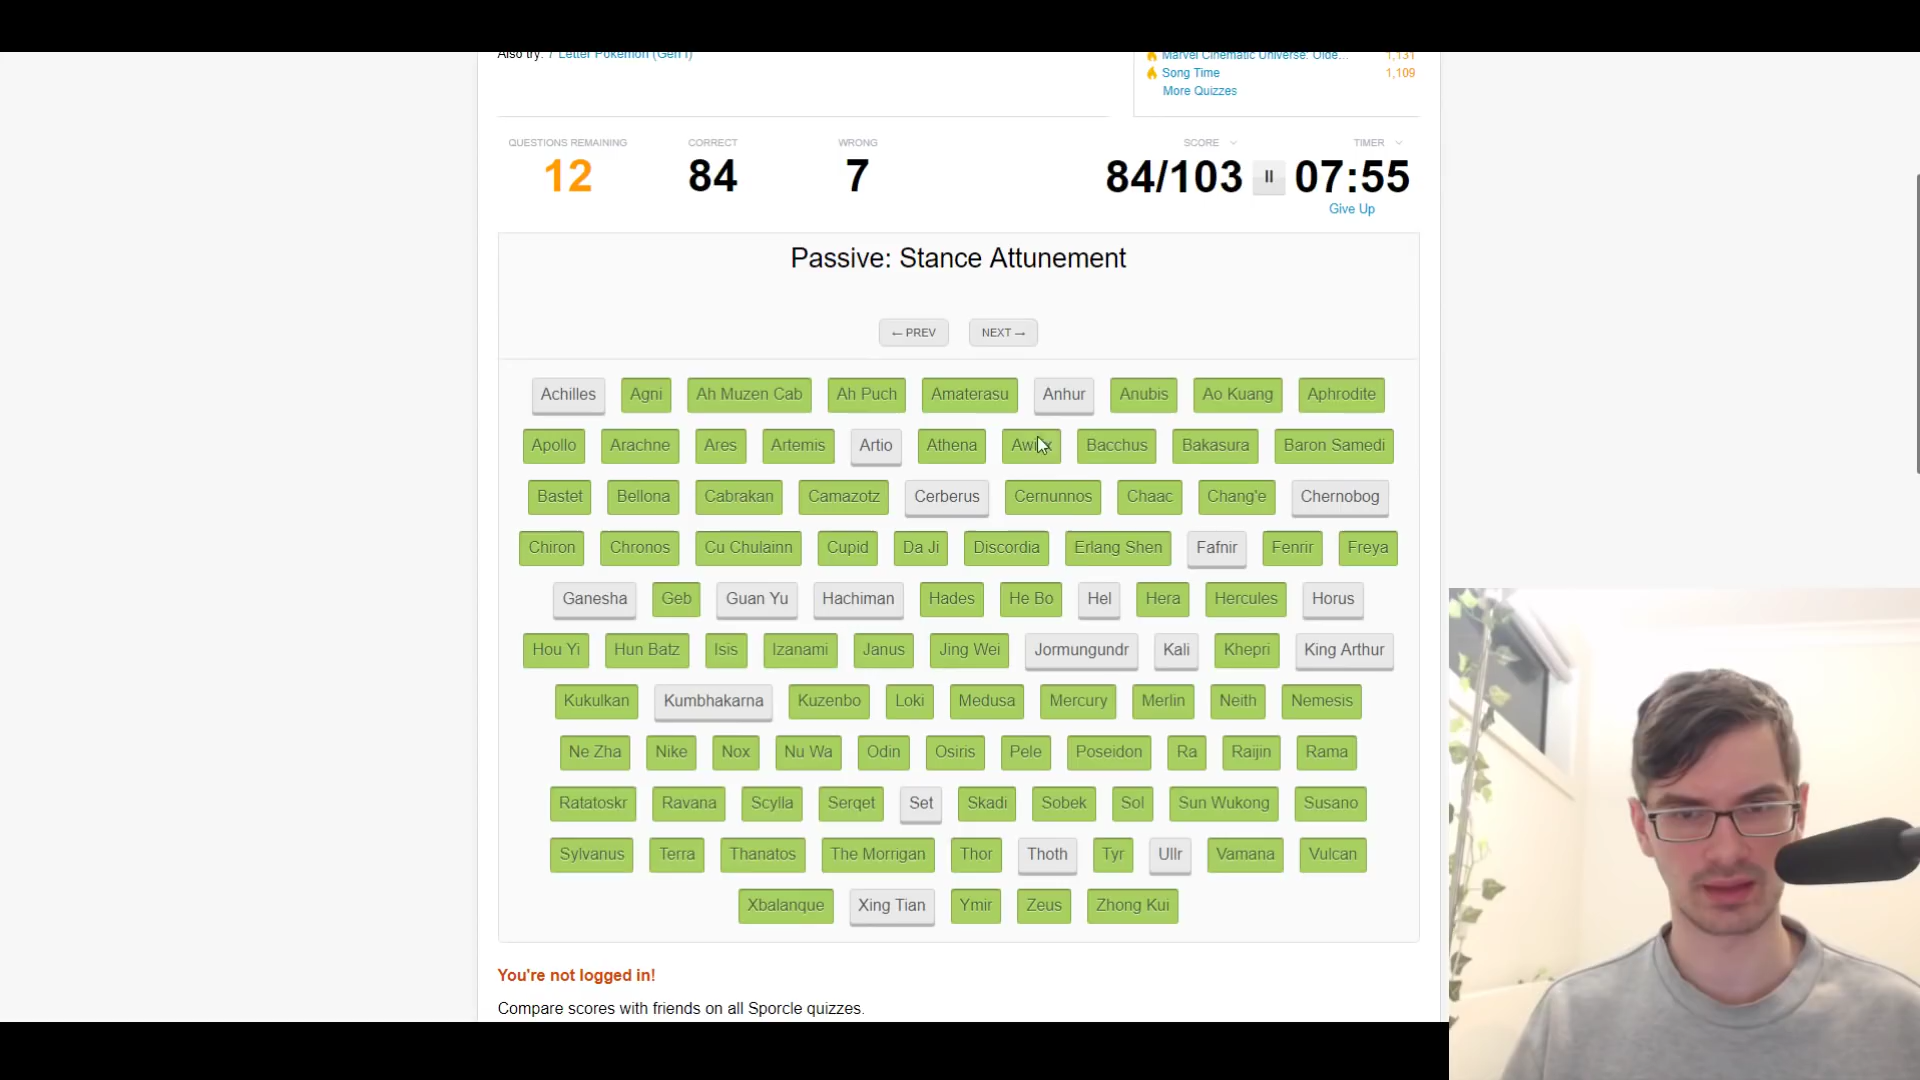 Also try: 7 Letter Pokemon (Gen I)
Marvel Cinematic Universe: Olde... 1,131
Song Time 1,109
More Quizzes
QUESTIONS REMAINING CORRECT WRONG SCORE TIMER
12 84 7 84/103 07:55
Give Up
Passive: Stance Attunement
← PREV NEXT →
Achilles Agni Ah Muzen Cab Ah Puch Amaterasu Anhur Anubis Ao Kuang Aphrodite
Apollo Arachne Ares Artemis Artio Athena Awilix Bacchus Bakasura Baron Samedi
Bastet Bellona Cabrakan Camazotz Cerberus Cernunnos Chaac Chang'e Chernobog
Chiron Chronos Cu Chulainn Cupid Da Ji Discordia Erlang Shen Fafnir Fenrir Freya
Ganesha Geb Guan Yu Hachiman Hades He Bo Hel Hera Hercules Horus
Hou Yi Hun Batz Isis Izanami Janus Jing Wei Jormungundr Kali Khepri King Arthur
Kukulkan Kumbhakarna Kuzenbo Loki Medusa Mercury Merlin Neith Nemesis
Ne Zha Nike Nox Nu Wa Odin Osiris Pele Poseidon Ra Raijin Rama
Ratatoskr Ravana Scylla Serqet Set Skadi Sobek Sol Sun Wukong Susano
Sylvanus Terra Thanatos The Morrigan Thor Thoth Tyr Ullr Vamana Vulcan
Xbalanque Xing Tian Ymir Zeus Zhong Kui
You're not logged in!
Compare scores with friends on all Sporcle quizzes.